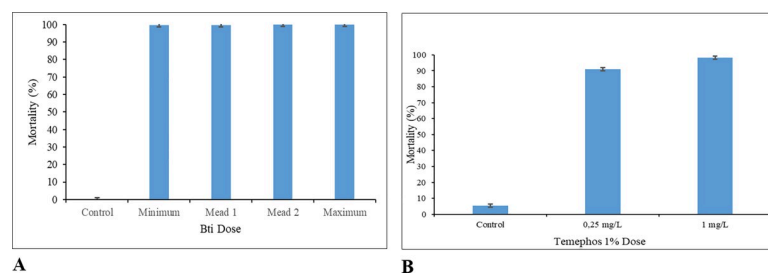 100
90
80
70
60
50
40
30
20
10
0
Mortality (%)
Control Minimum Mead 1 Mead 2 Maximum
Bti Dose
A
100
90
80
70
60
50
40
30
20
10
0
Mortality (%)
Control 0,25 mg/L 1 mg/L
Temephos 1% Dose
B